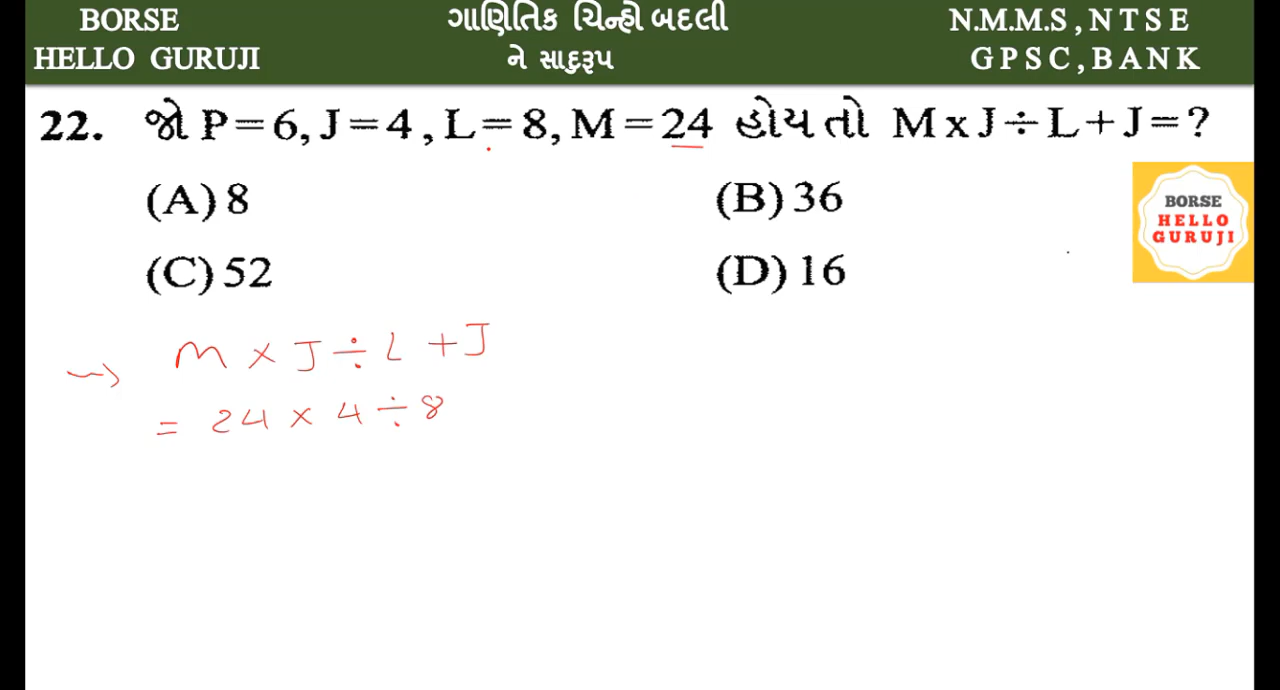 BORSE
HELLO GURUJI
ગાણિતિક ચિન્હો બદલી
ને સાદુરૂપ
N.M.M.S , N T S E
G P S C , B A N K
22. જો P = 6, J = 4 , L = 8, M = 24 હોય તો M x J ÷ L + J = ?
(A) 8 (B) 36
(C) 52 (D) 16
BORSE
HELLO
GURUJI
M × J ÷ L + J
= 24 × 4 ÷ 8